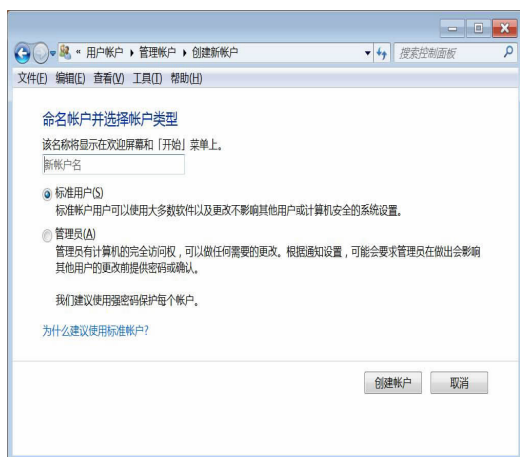 « 用户帐户 ▸ 管理帐户 ▸ 创建新帐户
搜索控制面板
文件(F) 编辑(E) 查看(V) 工具(T) 帮助(H)
命名帐户并选择帐户类型
该名称将显示在欢迎屏幕和「开始」菜单上。
新帐户名
标准用户(S)
标准帐户用户可以使用大多数软件以及更改不影响其他用户或计算机安全的系统设置。
管理员(A)
管理员有计算机的完全访问权，可以做任何需要的更改。根据通知设置，可能会要求管理员在做出会影响
其他用户的更改前提供密码或确认。
我们建议使用强密码保护每个帐户。
为什么建议使用标准帐户?
创建帐户 取消